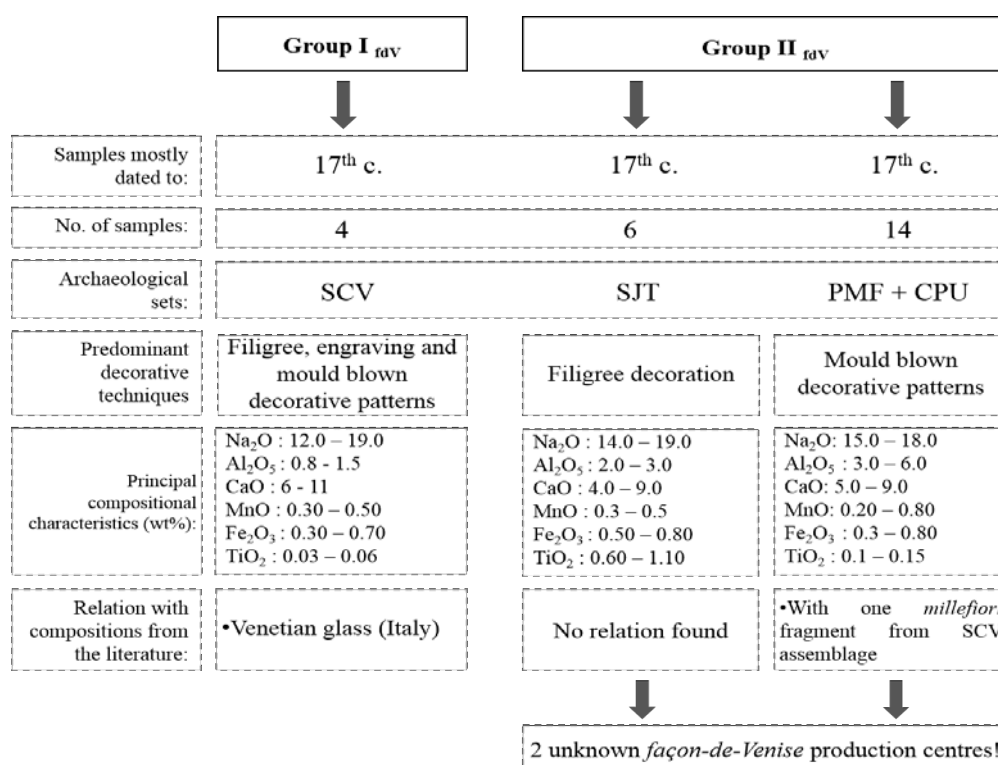 Group I fdV
Group II fdV
Samples mostly
dated to:
17th c.
17th c.
17th c.
No. of samples:
4
6
14
Archaeological
sets:
SCV
SJT
PMF + CPU
Predominant
decorative
techniques
Filigree, engraving and
mould blown
decorative patterns
Filigree decoration
Mould blown
decorative patterns
Principal
compositional
characteristics (wt%):
Na₂O : 12.0 – 19.0
Al₂O₅ : 0.8 - 1.5
CaO : 6 - 11
MnO : 0.30 – 0.50
Fe₂O₃ : 0.30 – 0.70
TiO₂ : 0.03 – 0.06
Na₂O : 14.0 – 19.0
Al₂O₅ : 2.0 – 3.0
CaO : 4.0 – 9.0
MnO : 0.3 – 0.5
Fe₂O₃ : 0.50 – 0.80
TiO₂ : 0.60 – 1.10
Na₂O: 15.0 – 18.0
Al₂O₅ : 3.0 – 6.0
CaO: 5.0 – 9.0
MnO: 0.20 – 0.80
Fe₂O₃ : 0.3 – 0.80
TiO₂ : 0.1 – 0.15
Relation with
compositions from
the literature:
•Venetian glass (Italy)
No relation found
•With one millefiori
fragment from SCV
assemblage
2 unknown façon-de-Venise production centres!